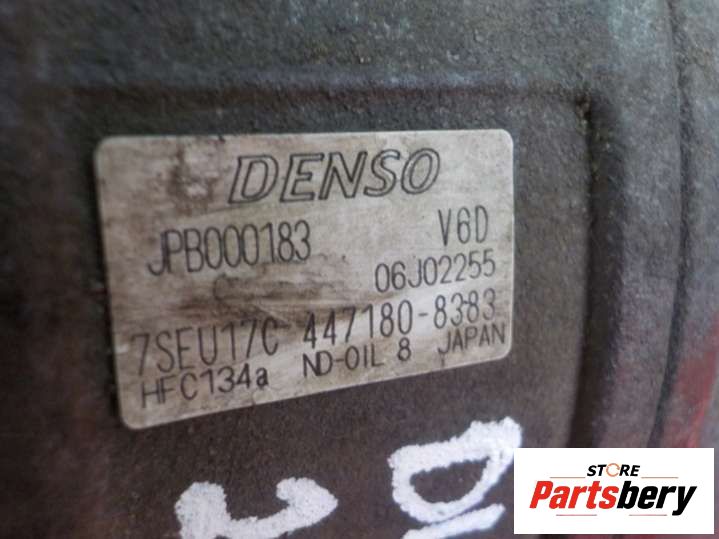 DENSO
JPB000183 V6D
06J02255
7SEU17C 447180-8383
HFC134a ND-OIL 8 JAPAN
STORE
Partsbery